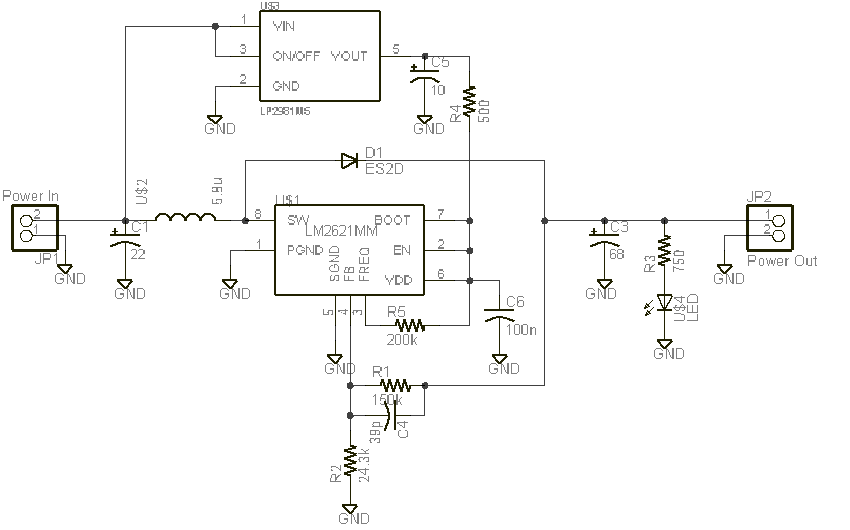 U$3
1 VIN
3 ON/OFF VOUT 5
2 GND
GND
C5
10
GND
R4
500
D1
ES2D
Power In
2
1
JP1
GND
U$2
6.8u
C1
22
GND
U$1
LM2621MM
8 SW BOOT 7
1 PGND EN 2
VDD 6
SGND
FB
FREQ
5
4
3
GND
GND
R5
200k
C6
100n
GND
R1
150k
39p
C4
R2
24.3k
GND
C3
68
GND
R3
750
U$4
LED
GND
JP2
1
2
Power Out
GND